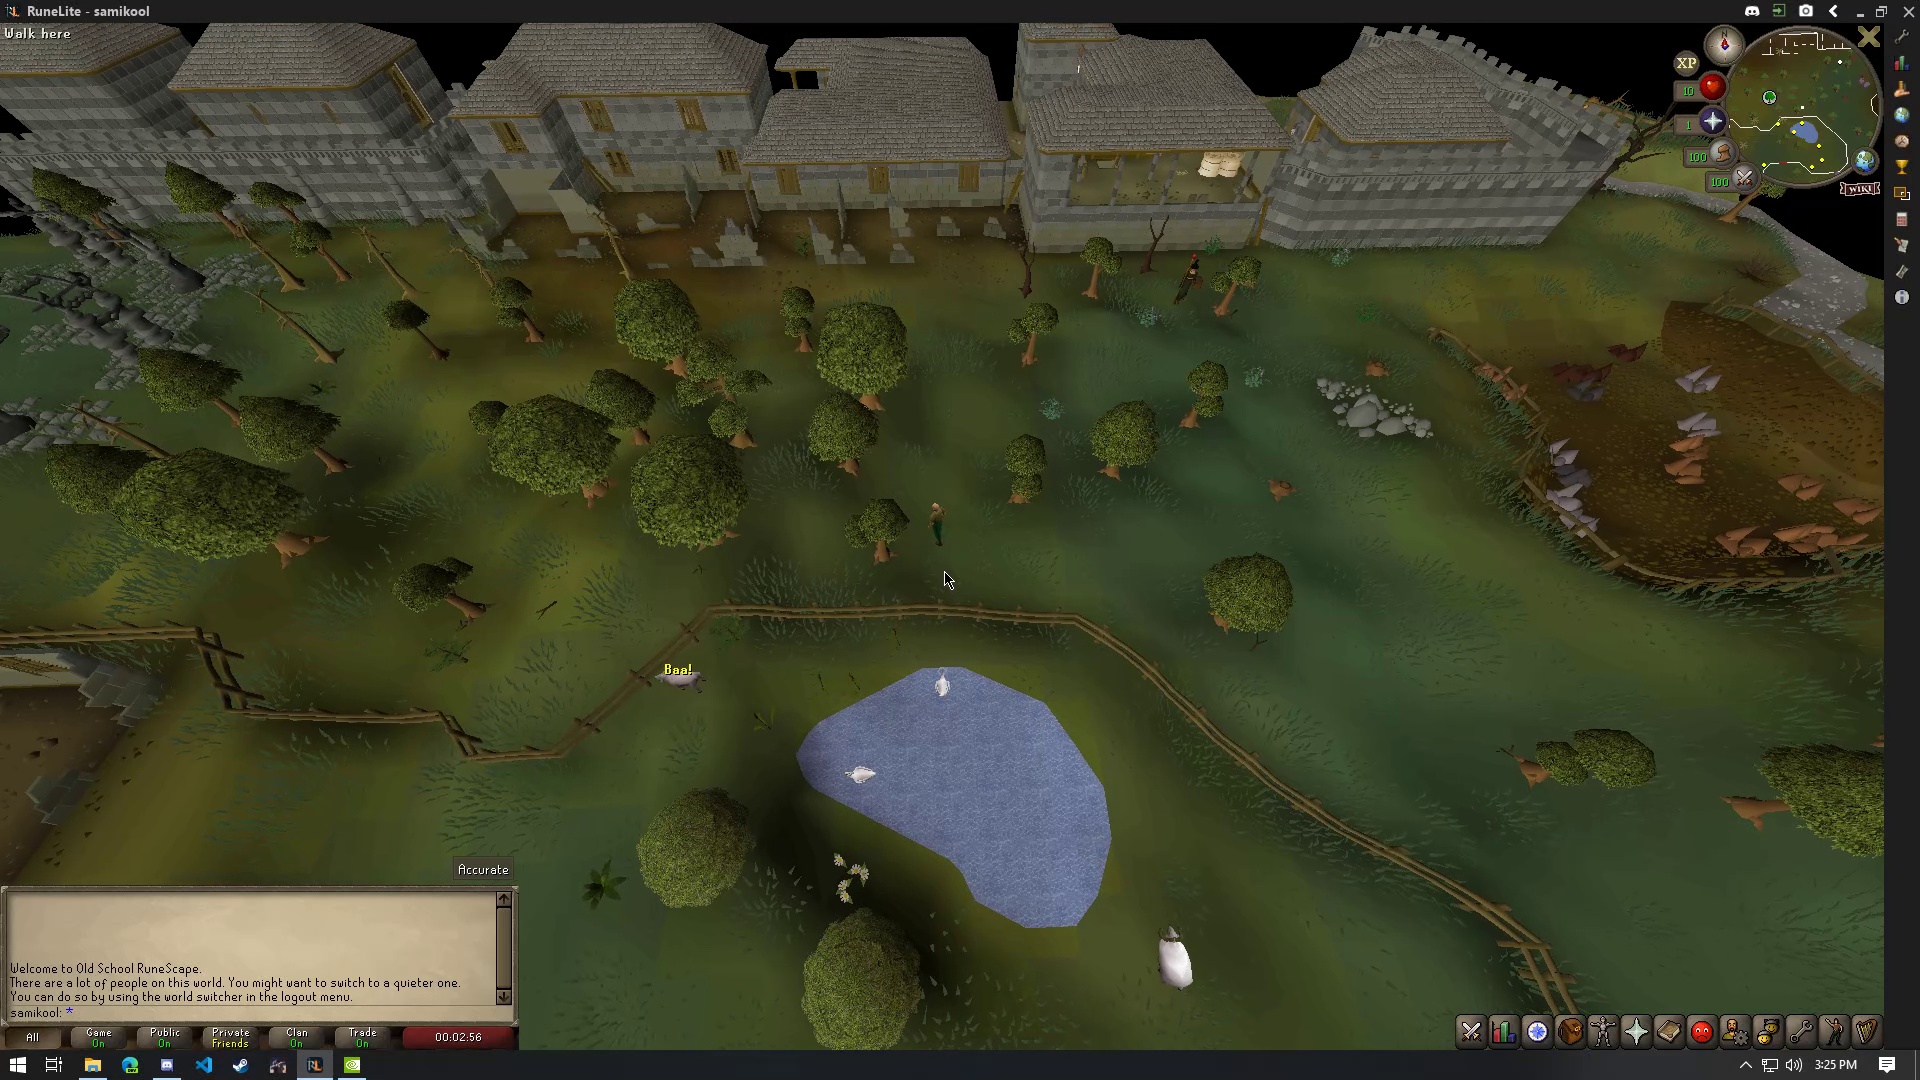 RuneLite - samikool
Walk here
XP
10
1
100
100
WIKI
Baa!
Accurate
Welcome to Old School RuneScape.
There are a lot of people on this world. You might want to switch to a quieter one.
You can do so by using the world switcher in the logout menu.
samikool: *
All
Game
On
Public
On
Private
Friends
Clan
On
Trade
On
00:02:56
3:25 PM